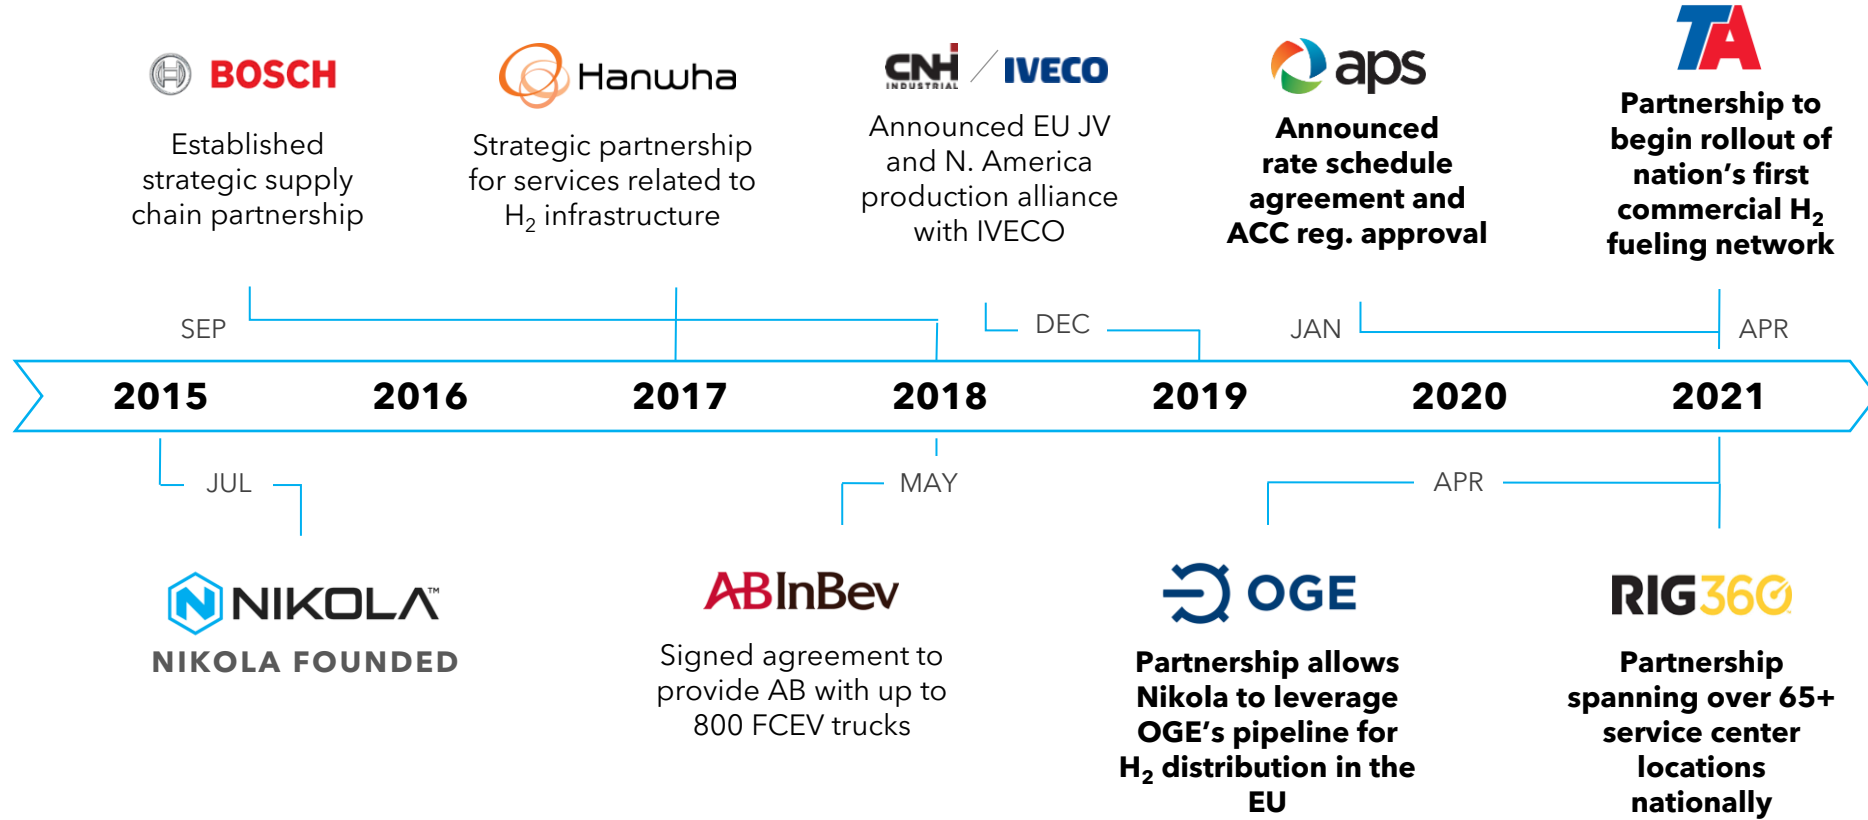 BOSCH
Established
strategic supply
chain partnership
Hanwha
Strategic partnership
for services related to
H₂ infrastructure
CNH
INDUSTRIAL
IVECO
Announced EU JV
and N. America
production alliance
with IVECO
aps
Announced
rate schedule
agreement and
ACC reg. approval
TA
Partnership to
begin rollout of
nation's first
commercial H₂
fueling network
SEP
DEC
JAN
APR
2015
2016
2017
2018
2019
2020
2021
JUL
MAY
APR
NIKOLA™
NIKOLA FOUNDED
ABInBev
Signed agreement to
provide AB with up to
800 FCEV trucks
OGE
Partnership allows
Nikola to leverage
OGE's pipeline for
H₂ distribution in the
EU
RIG360
Partnership
spanning over 65+
service center
locations
nationally